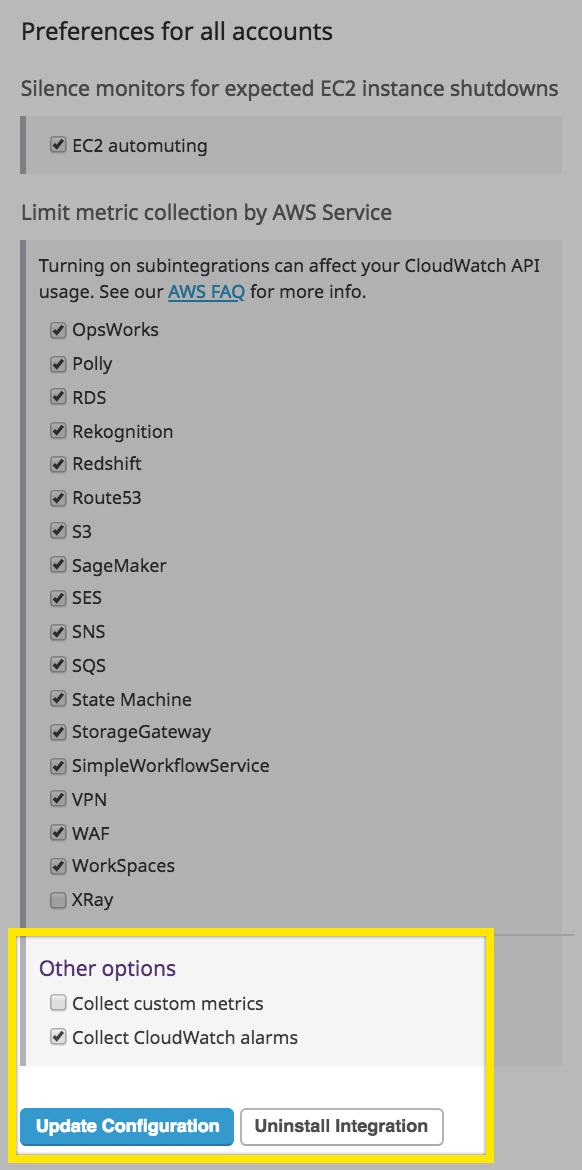 Preferences for all accounts
Silence monitors for expected EC2 instance shutdowns
EC2 automuting
Limit metric collection by AWS Service
Turning on subintegrations can affect your CloudWatch API
usage. See our AWS FAQ for more info.
OpsWorks
Polly
RDS
Rekognition
Redshift
Route53
S3
SageMaker
SES
SNS
SQS
State Machine
StorageGateway
SimpleWorkflowService
VPN
WAF
WorkSpaces
XRay
Other options
Collect custom metrics
Collect CloudWatch alarms
Update Configuration Uninstall Integration